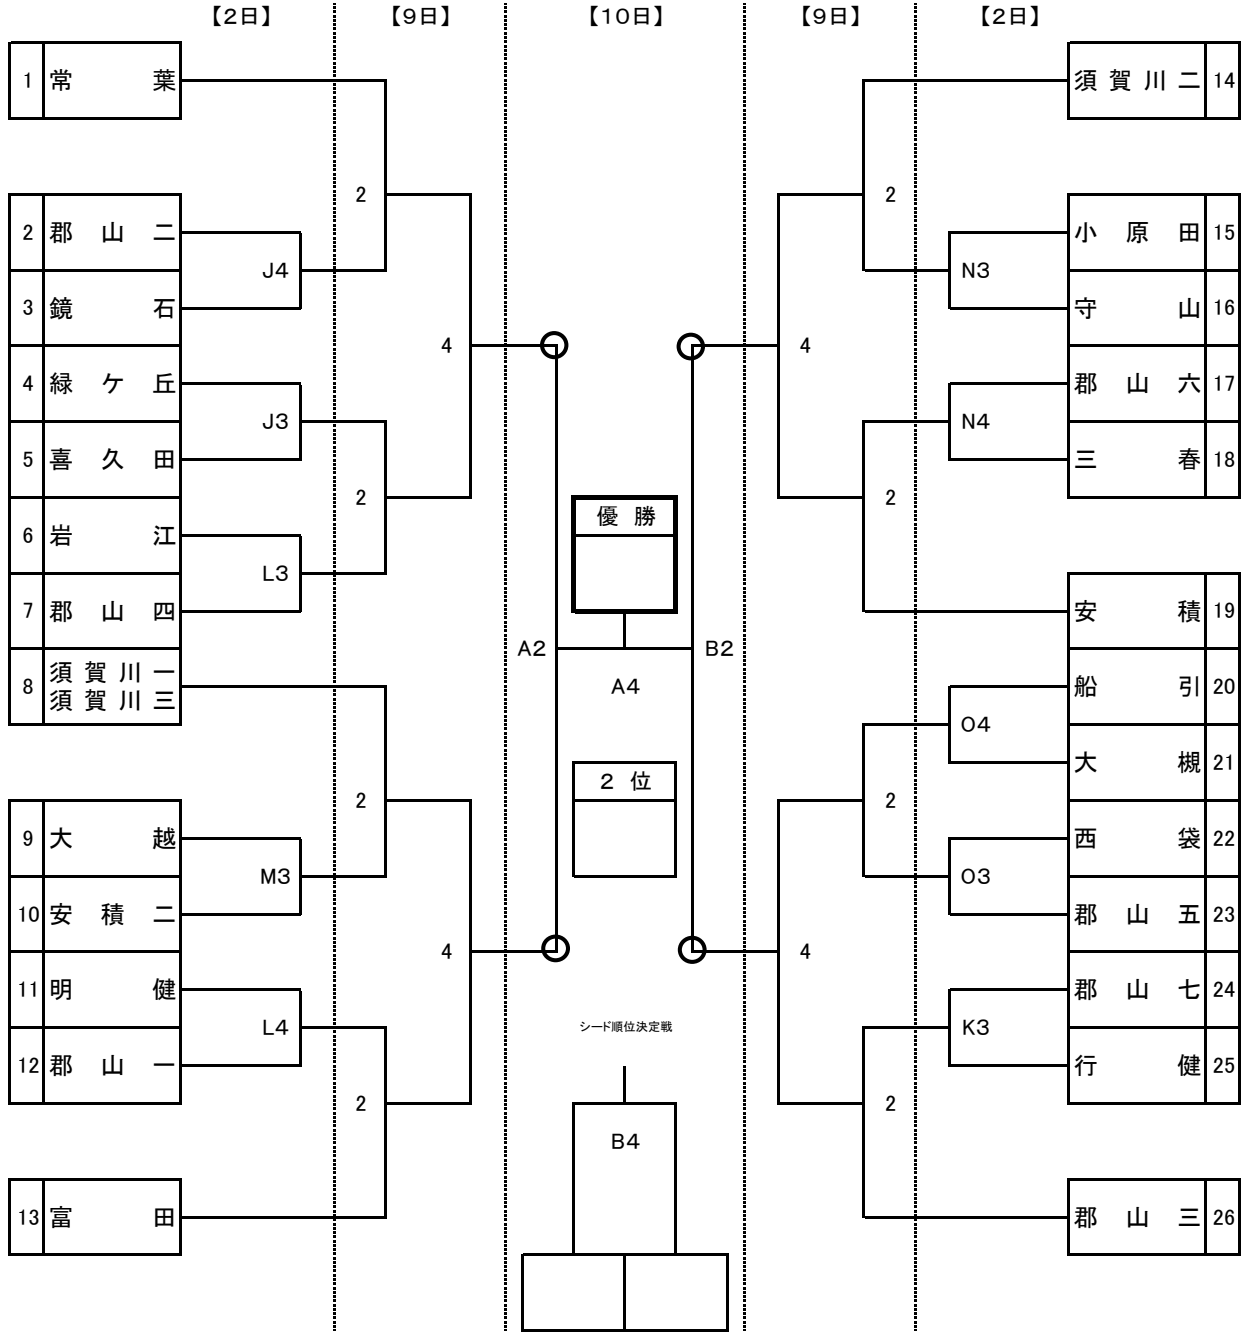 【２日】 【９日】 【１０日】 【９日】 【２日】
1 常葉
2 郡山二
3 鏡石
4 緑ケ丘
5 喜久田
6 岩江
7 郡山四
8 須賀川一
須賀川三
9 大越
10 安積二
11 明健
12 郡山一
13 富田
J4
J3
L3
M3
L4
2
2
2
2
4
4
優勝
A2
B2
A4
２位
シード順位決定戦
B4
4
4
2
2
2
2
N3
N4
O4
O3
K3
須賀川二 14
小原田 15
守山 16
郡山六 17
三春 18
安積 19
船引 20
大槻 21
西袋 22
郡山五 23
郡山七 24
行健 25
郡山三 26